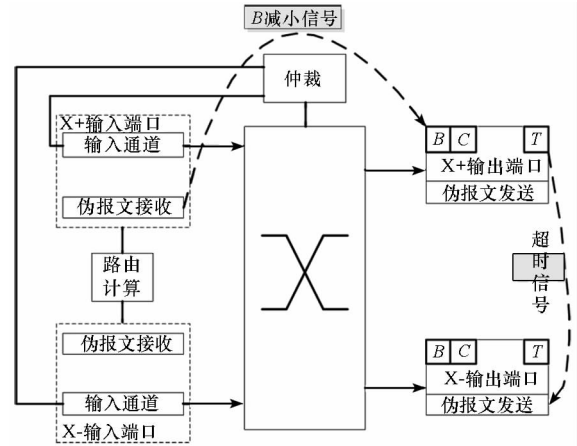 B减小信号
仲裁
X+输入端口
输入通道
伪报文接收
B C T
X+输出端口
伪报文发送
路由
计算
超
时
信
号
伪报文接收
输入通道
X-输入端口
B C T
X-输出端口
伪报文发送